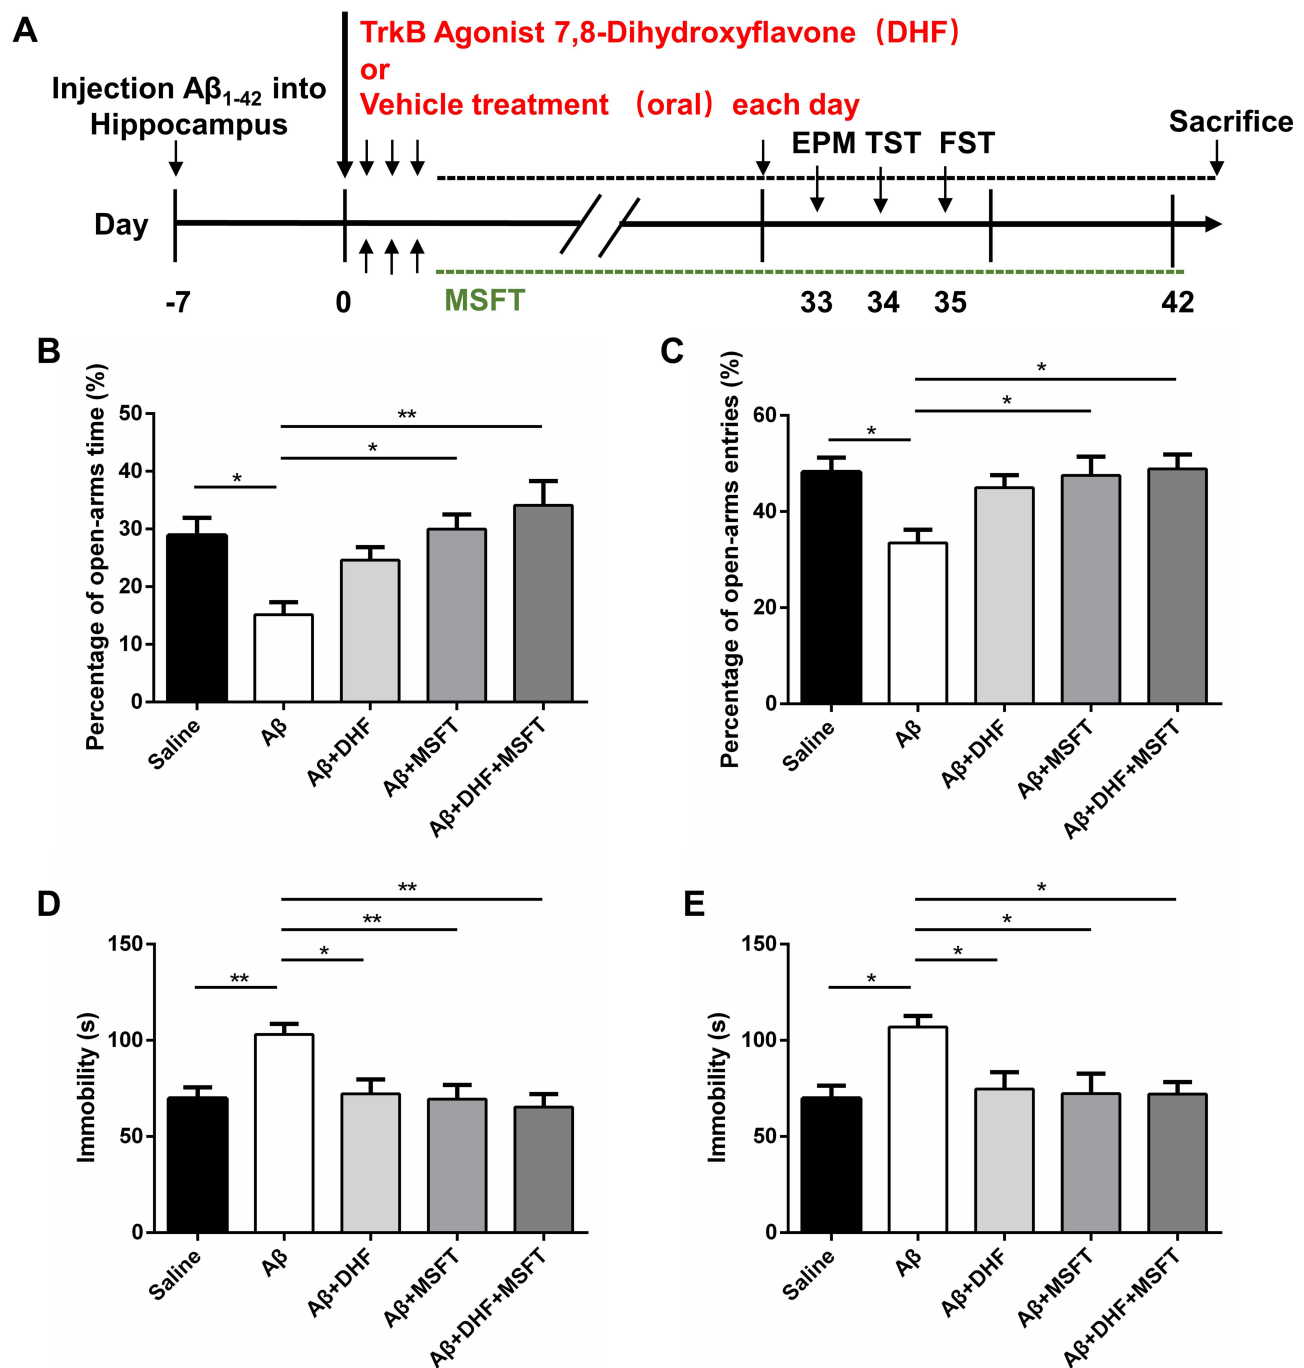 A
TrkB Agonist 7,8-Dihydroxyflavone（DHF）
or
Vehicle treatment （oral）each day
Injection Aβ1-42 into
Hippocampus
EPM TST FST
Sacrifice
Day
-7 0 MSFT 33 34 35 42
B
Percentage of open-arms time (%)
50
40
30
20
10
0
*
*
**
Saline
Aβ
Aβ+DHF
Aβ+MSFT
Aβ+DHF+MSFT
C
Percentage of open-arms entries (%)
60
40
20
0
*
*
*
Saline
Aβ
Aβ+DHF
Aβ+MSFT
Aβ+DHF+MSFT
D
Immobility (s)
150
100
50
0
**
*
**
**
Saline
Aβ
Aβ+DHF
Aβ+MSFT
Aβ+DHF+MSFT
E
Immobility (s)
150
100
50
0
*
*
*
*
Saline
Aβ
Aβ+DHF
Aβ+MSFT
Aβ+DHF+MSFT